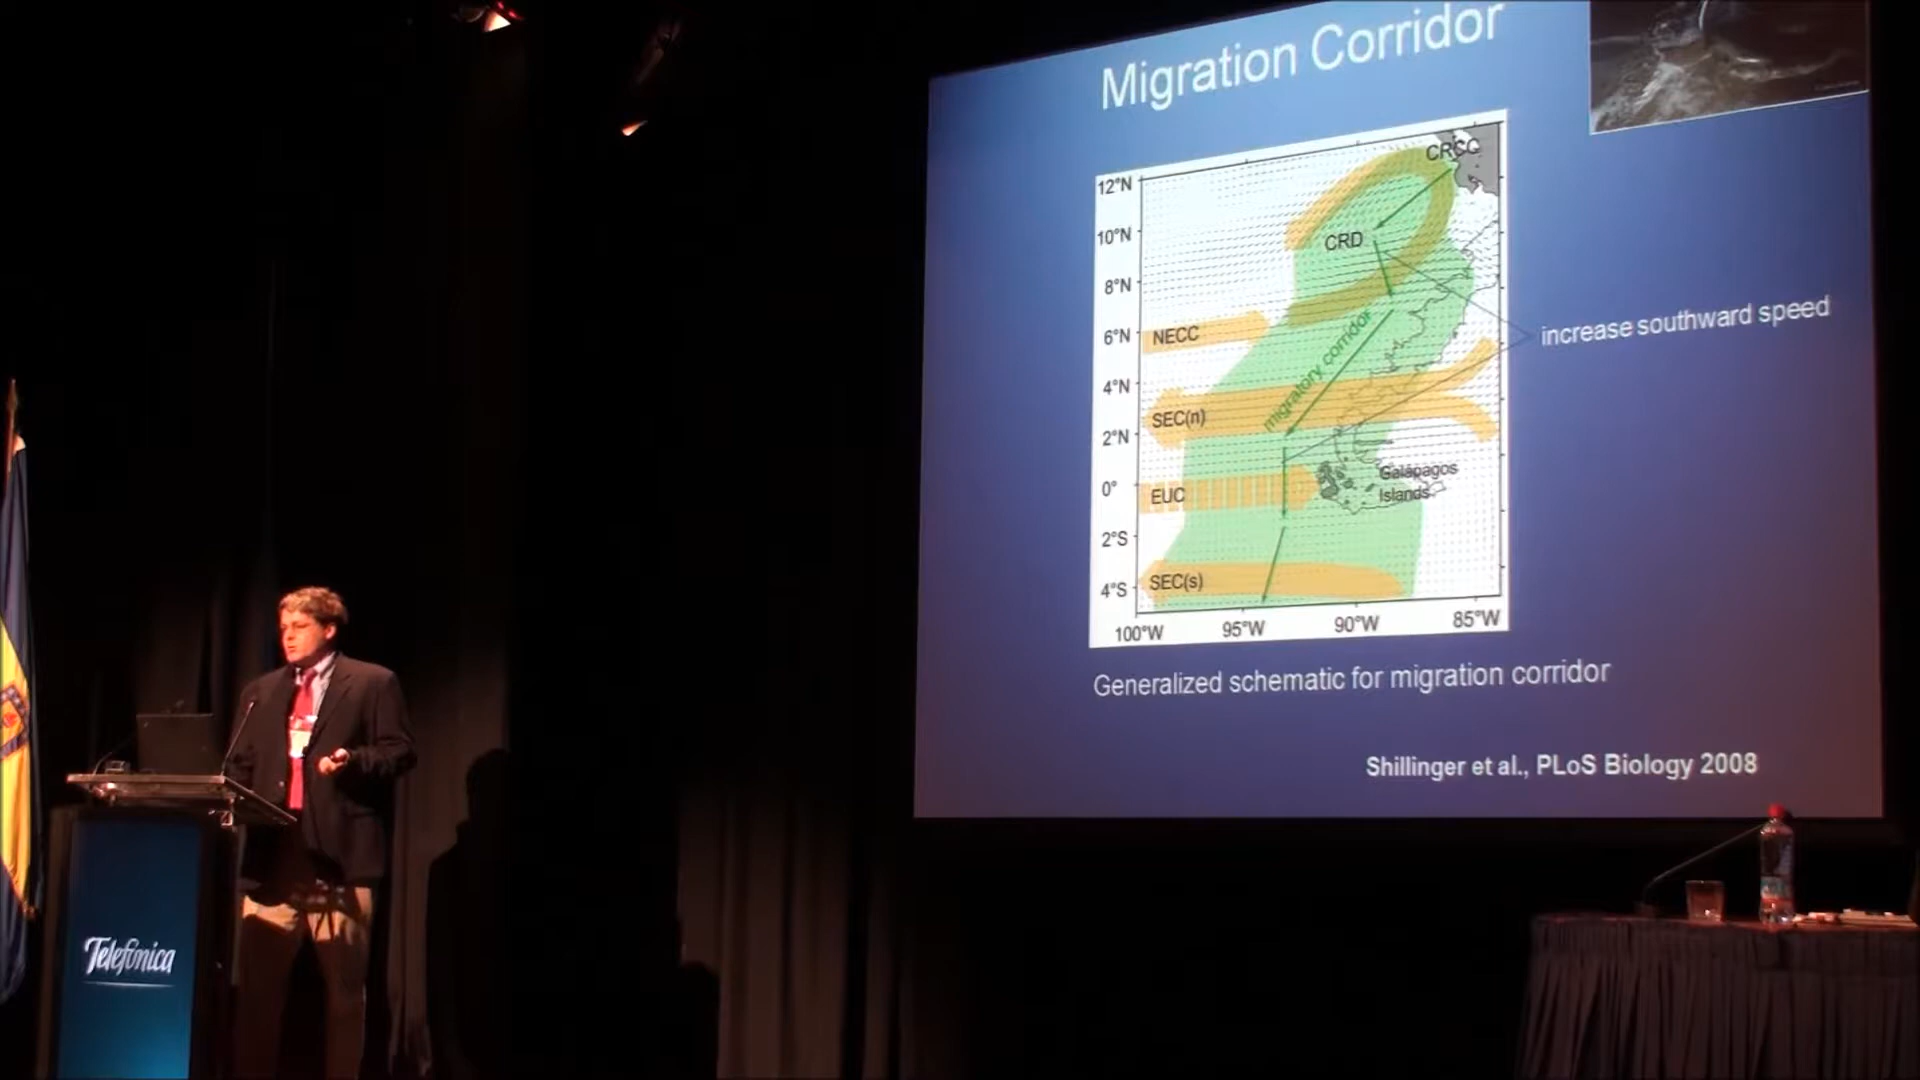 Migration Corridor
CRCC
12°N
10°N
CRD
8°N
6°N
NECC
migratory corridor
increase southward speed
4°N
SEC(n)
2°N
Galápagos
Islands
0°
EUC
2°S
4°S
SEC(s)
100°W
95°W
90°W
85°W
Generalized schematic for migration corridor
Shillinger et al., PLoS Biology 2008
Telefónica